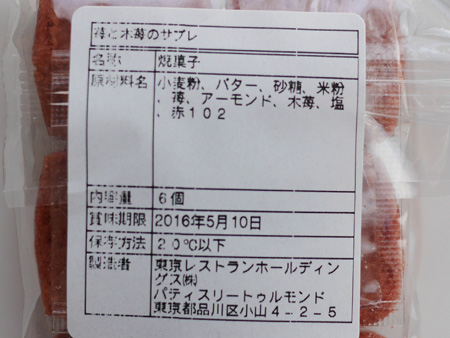 苺と木苺のサブレ
名称 焼菓子
原材料名 小麦粉、バター、砂糖、米粉
、苺、アーモンド、木苺、塩、
赤102
内容量 6個
賞味期限 2016年5月10日
保存方法 20℃以下
製造者 東京レストランホールディン
グス㈱
パティスリートゥルモンド
東京都品川区小山4-2-5